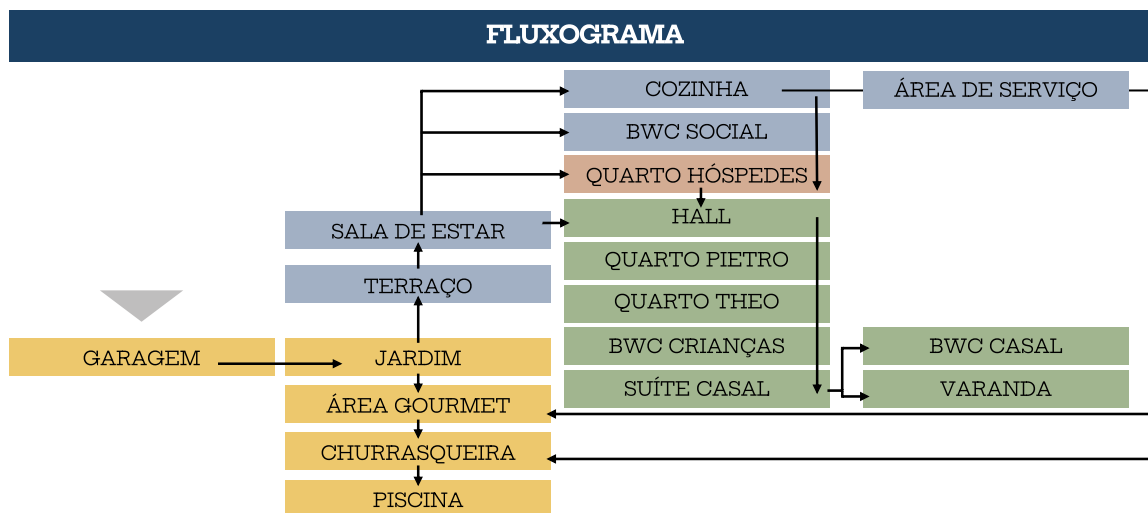 FLUXOGRAMA
COZINHA
ÁREA DE SERVIÇO
BWC SOCIAL
QUARTO HÓSPEDES
HALL
SALA DE ESTAR
QUARTO PIETRO
TERRAÇO
QUARTO THEO
GARAGEM
JARDIM
BWC CRIANÇAS
BWC CASAL
SUÍTE CASAL
VARANDA
ÁREA GOURMET
CHURRASQUEIRA
PISCINA